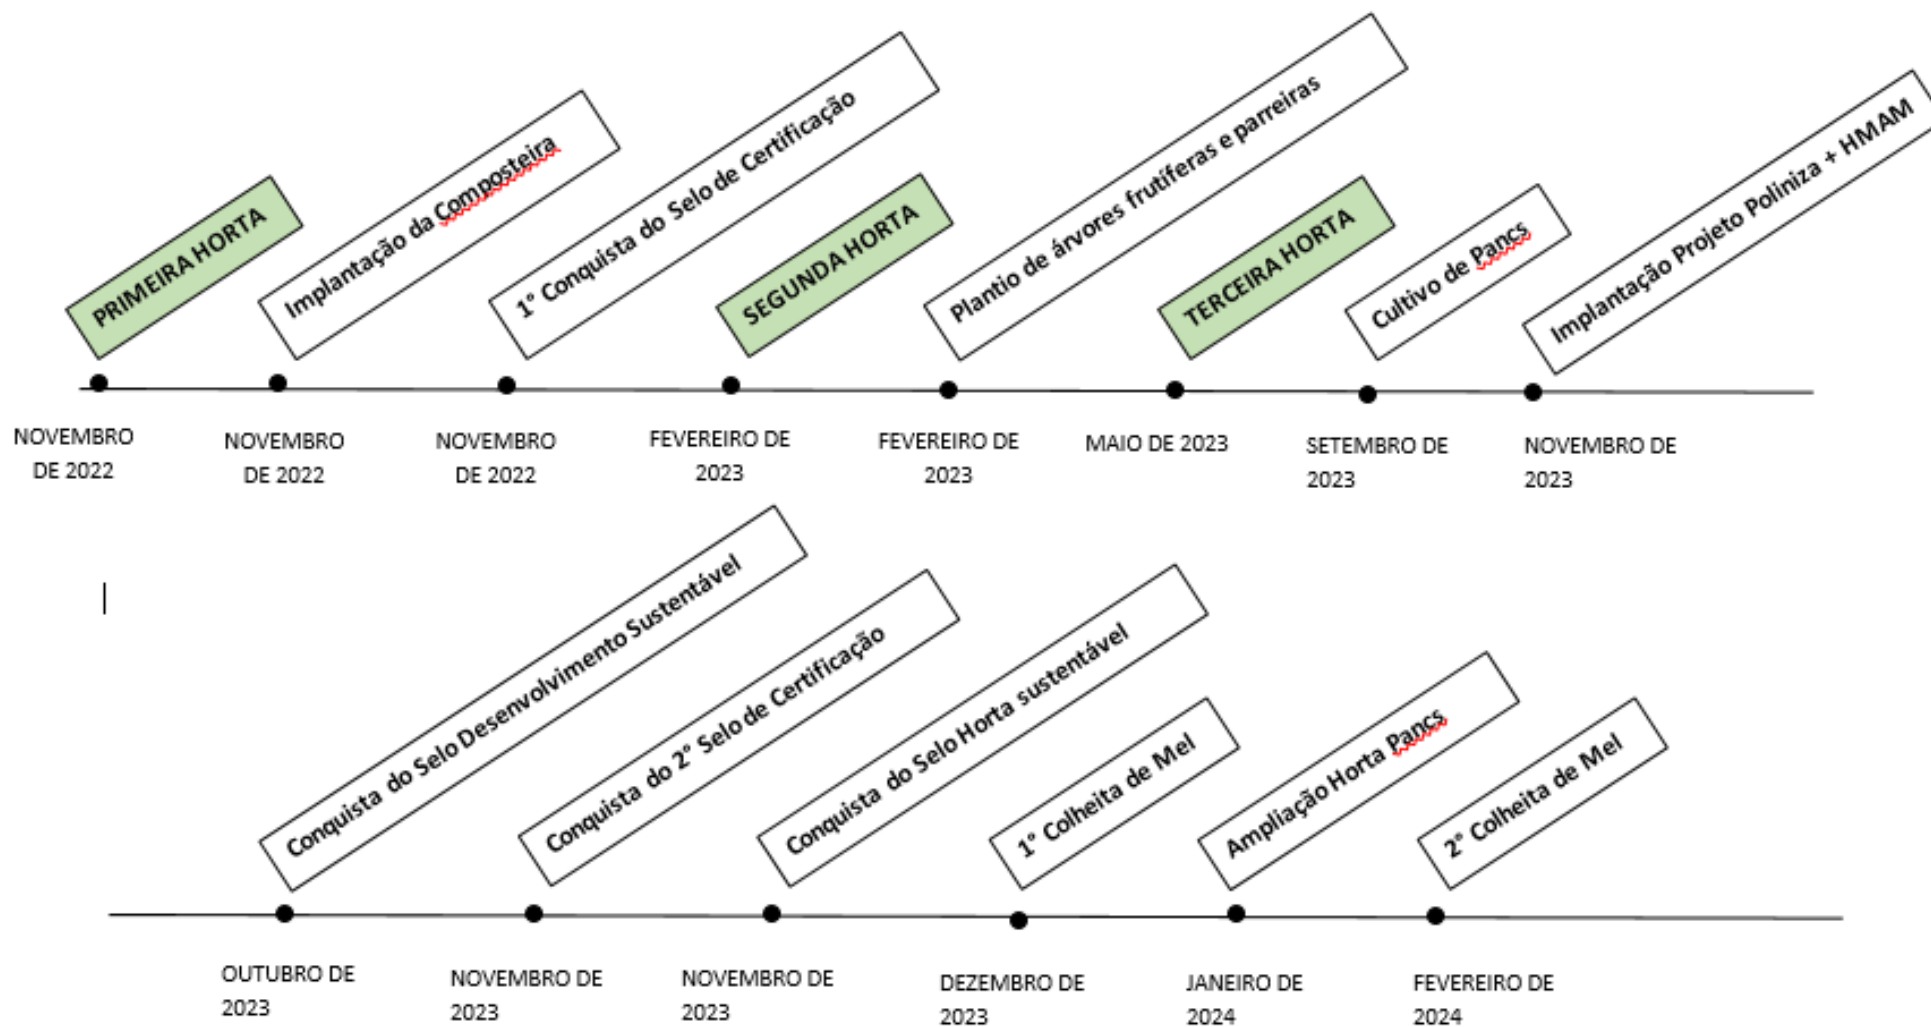 PRIMEIRA HORTA
Implantação da Composteira
1° Conquista do Selo de Certificação
SEGUNDA HORTA
Plantio de árvores frutíferas e parreiras
TERCEIRA HORTA
Cultivo de Pancs
Implantação Projeto Poliniza + HMAM
NOVEMBRO
DE 2022
NOVEMBRO
DE 2022
NOVEMBRO
DE 2022
FEVEREIRO DE
2023
FEVEREIRO DE
2023
MAIO DE 2023
SETEMBRO DE
2023
NOVEMBRO DE
2023
Conquista do Selo Desenvolvimento Sustentável
Conquista do 2° Selo de Certificação
Conquista do Selo Horta sustentável
1° Colheita de Mel
Ampliação Horta Pancs
2° Colheita de Mel
OUTUBRO DE
2023
NOVEMBRO DE
2023
NOVEMBRO DE
2023
DEZEMBRO DE
2023
JANEIRO DE
2024
FEVEREIRO DE
2024